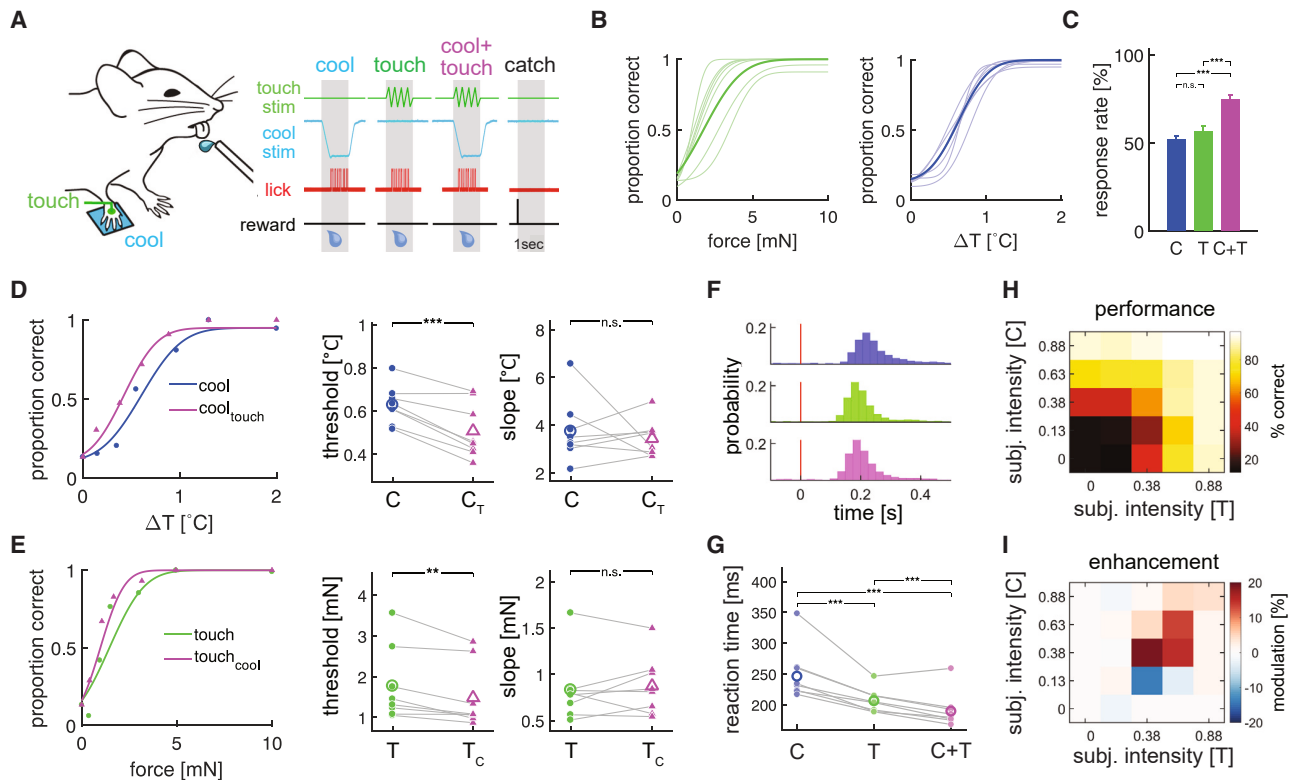 A
cool
touch
cool+
touch
catch
touch
stim
cool
stim
lick
reward
1sec
touch
cool
B
proportion correct
1
0.5
0
0
5
10
force [mN]
proportion correct
1
0.5
0
0
1
2
ΔT [°C]
C
response rate [%]
100
50
0
***
***
n.s.
C T C+T
D
proportion correct
1
0.5
0
0
1
2
ΔT [°C]
cool
cool_touch
threshold [°C]
1
0.8
0.6
0.4
***
C
C_T
slope [°C]
8
6
4
2
n.s.
C
C_T
E
proportion correct
1
0.5
0
0
5
10
force [mN]
touch
touch_cool
threshold [mN]
4
3
2
1
**
T
T_C
slope [mN]
2
1.5
1
0.5
n.s.
T
T_C
F
probability
0.2
0.2
0.2
0
0.2
0.4
time [s]
G
reaction time [ms]
400
350
300
250
200
***
***
***
C
T
C+T
H
performance
subj. intensity [C]
0.88
0.63
0.38
0.13
0
0
0.38
0.88
subj. intensity [T]
80
60
40
20
% correct
I
enhancement
subj. intensity [C]
0.88
0.63
0.38
0.13
0
0
0.38
0.88
subj. intensity [T]
20
10
0
-10
-20
modulation [%]